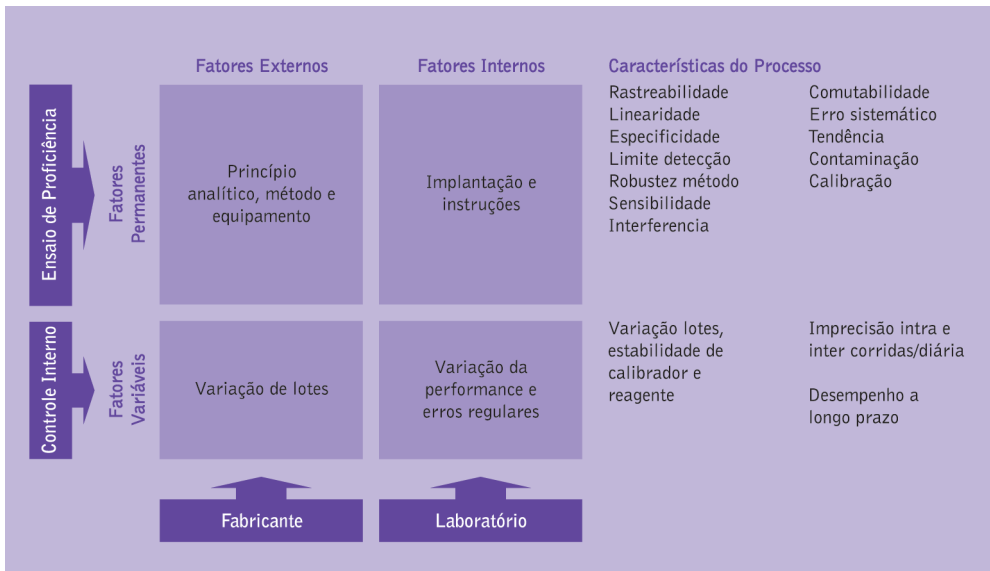 Fatores Externos
Fatores Internos
Características do Processo
Ensaio de Proficiência
Fatores
Permanentes
Princípio
analítico, método e
equipamento
Implantação e
instruções
Rastreabilidade
Linearidade
Especificidade
Limite detecção
Robustez método
Sensibilidade
Interferencia
Comutabilidade
Erro sistemático
Tendência
Contaminação
Calibração
Controle Interno
Fatores
Variáveis
Variação de lotes
Variação da
performance e
erros regulares
Variação lotes,
estabilidade de
calibrador e
reagente
Imprecisão intra e
inter corridas/diária
Desempenho a
longo prazo
Fabricante
Laboratório